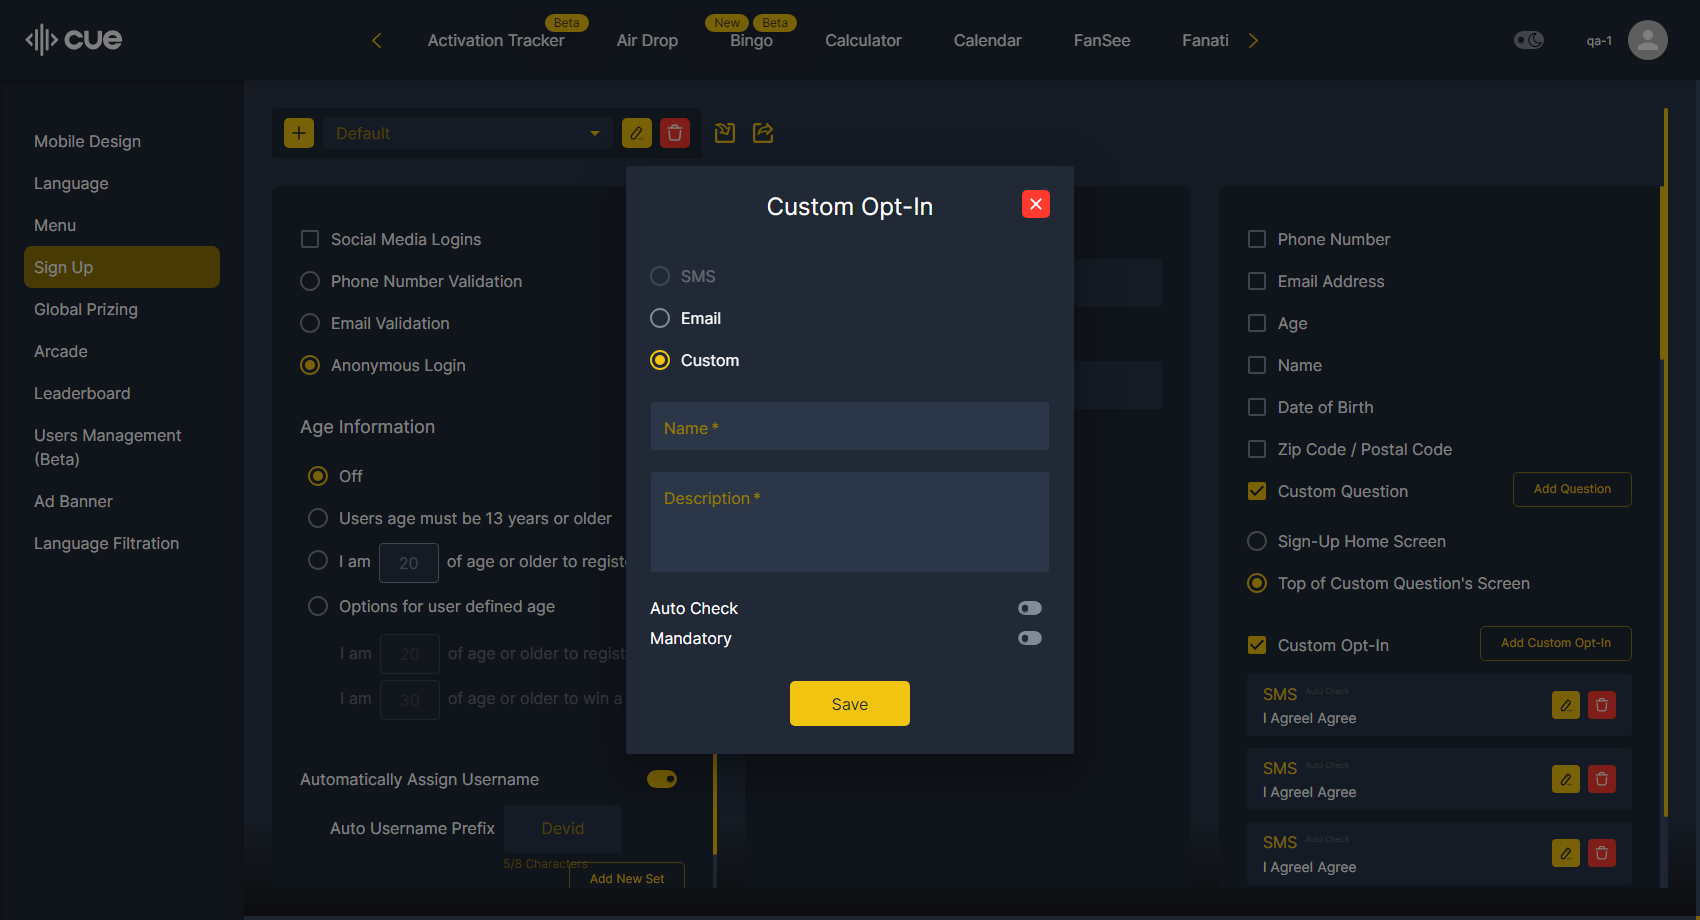 cue
Activation Tracker
Beta
Air Drop
New
Beta
Bingo
Calculator
Calendar
FanSee
Fanati
qa-1
Mobile Design
Language
Menu
Sign Up
Global Prizing
Arcade
Leaderboard
Users Management
(Beta)
Ad Banner
Language Filtration
Default
Social Media Logins
Phone Number Validation
Email Validation
Anonymous Login
Age Information
Off
Users age must be 13 years or older
I am 20 of age or older to registe
Options for user defined age
I am 20 of age or older to regist
I am 30 of age or older to win a
Automatically Assign Username
Auto Username Prefix Devid
5/8 Characters
Add New Set
Custom Opt-In
SMS
Email
Custom
Name *
Description *
Auto Check
Mandatory
Save
Phone Number
Email Address
Age
Name
Date of Birth
Zip Code / Postal Code
Custom Question
Add Question
Sign-Up Home Screen
Top of Custom Question's Screen
Custom Opt-In
Add Custom Opt-In
SMS Auto Check
I AgreeI Agree
SMS Auto Check
I AgreeI Agree
SMS Auto Check
I AgreeI Agree